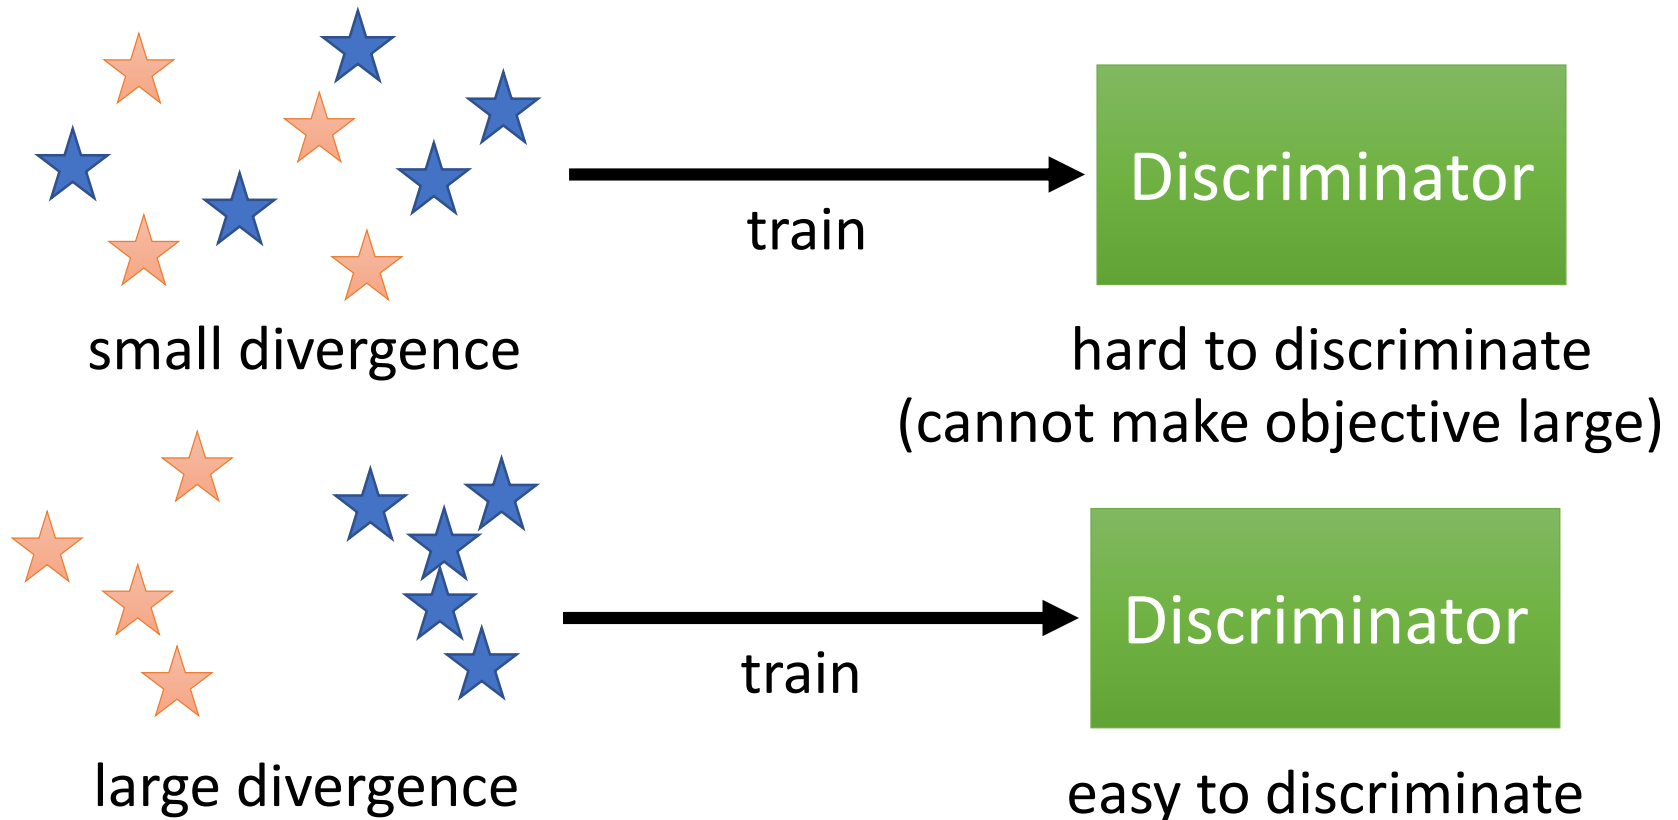 Discriminator
train
small divergence
hard to discriminate
(cannot make objective large)
Discriminator
train
large divergence
easy to discriminate